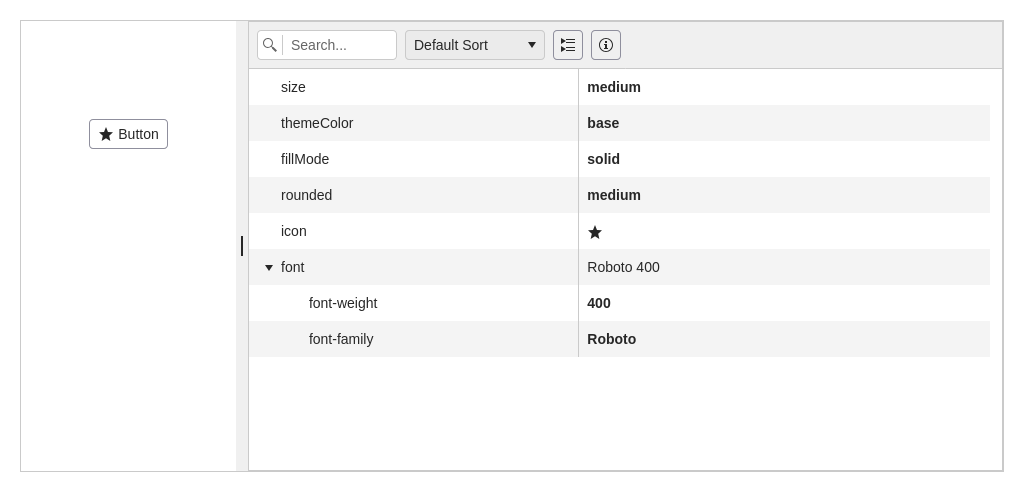 Button
Search...
Default Sort
size medium
themeColor base
fillMode solid
rounded medium
icon
font Roboto 400
font-weight 400
font-family Roboto